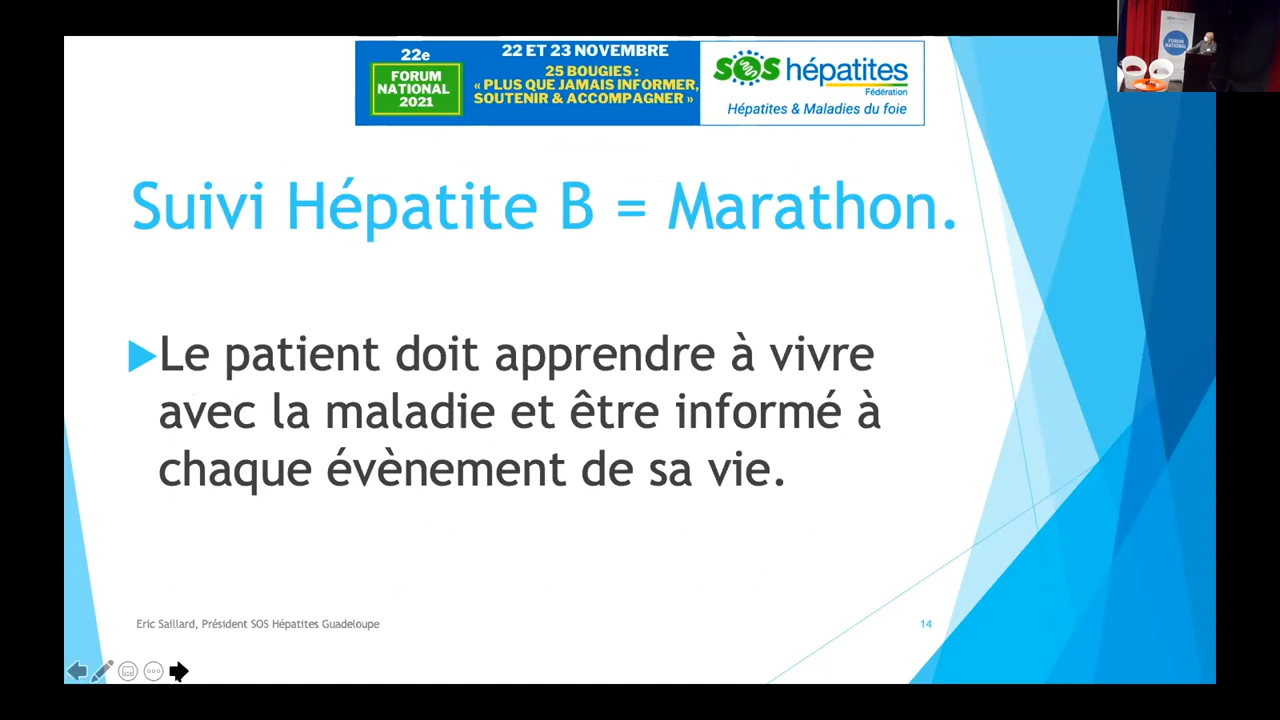 22e
FORUM
NATIONAL
2021
22 ET 23 NOVEMBRE
25 BOUGIES :
« PLUS QUE JAMAIS INFORMER,
SOUTENIR & ACCOMPAGNER »
SOS hépatites
Fédération
Hépatites & Maladies du foie
FORUM
NATIONAL
Suivi Hépatite B = Marathon.
Le patient doit apprendre à vivre
avec la maladie et être informé à
chaque évènement de sa vie.
Eric Saillard, Président SOS Hépatites Guadeloupe
14